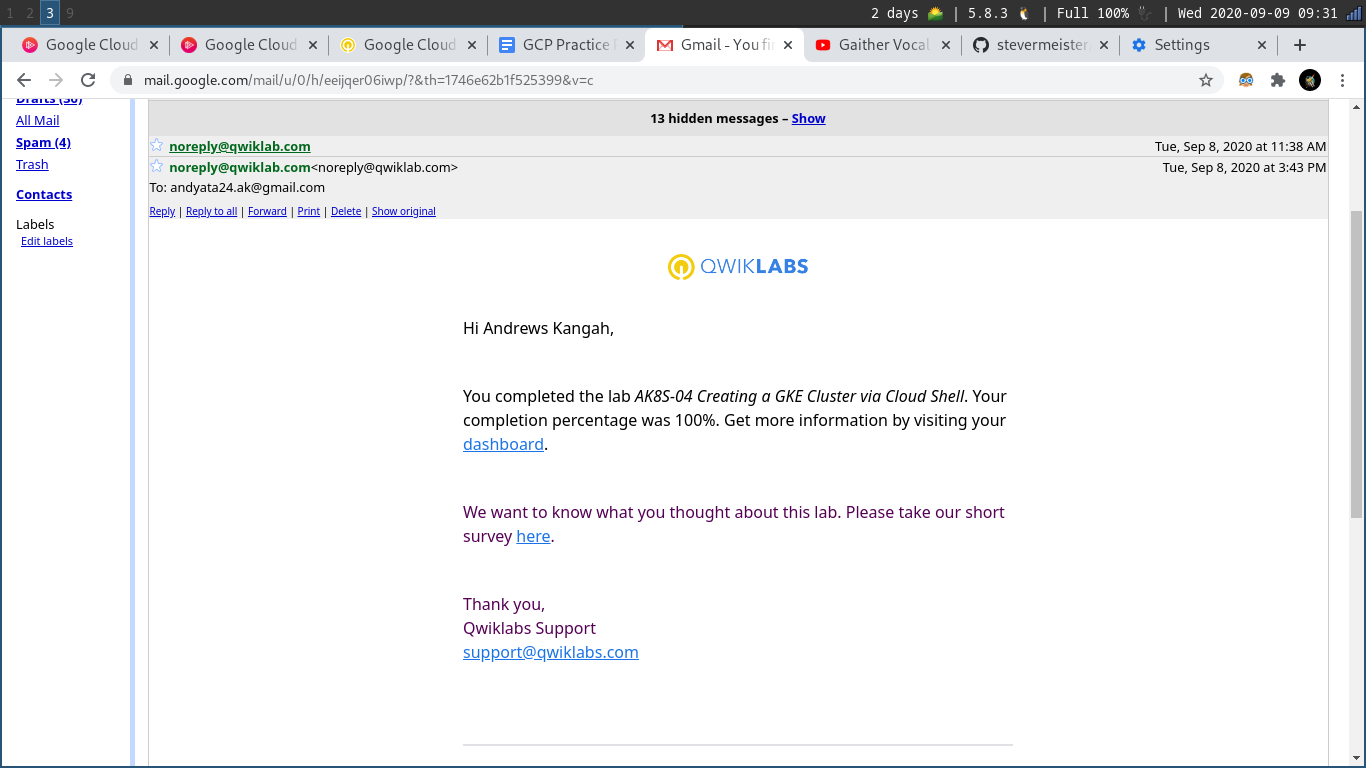 1 2 3 9
2 days | 5.8.3 | Full 100% | Wed 2020-09-09 09:31
Google Cloud
Google Cloud
Google Cloud
GCP Practice
Gmail - You fi
Gaither Vocal
stevermeister
Settings
mail.google.com/mail/u/0/h/eeijqer06iwp/?&th=1746e62b1f525399&v=c
Drafts (30)
All Mail
Spam (4)
Trash
Contacts
Labels
Edit labels
13 hidden messages – Show
noreply@qwiklab.com Tue, Sep 8, 2020 at 11:38 AM
noreply@qwiklab.com<noreply@qwiklab.com> Tue, Sep 8, 2020 at 3:43 PM
To: andyata24.ak@gmail.com
Reply | Reply to all | Forward | Print | Delete | Show original
QWIKLABS
Hi Andrews Kangah,
You completed the lab AK8S-04 Creating a GKE Cluster via Cloud Shell. Your
completion percentage was 100%. Get more information by visiting your
dashboard.
We want to know what you thought about this lab. Please take our short
survey here.
Thank you,
Qwiklabs Support
support@qwiklabs.com